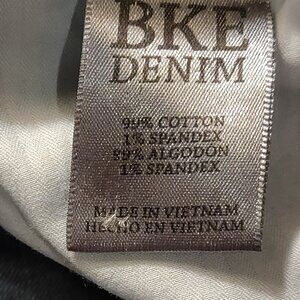 BKE
DENIM
99% COTTON
1% SPANDEX
99% ALGODON
1% SPANDEX
MADE IN VIETNAM
HECHO EN VIETNAM